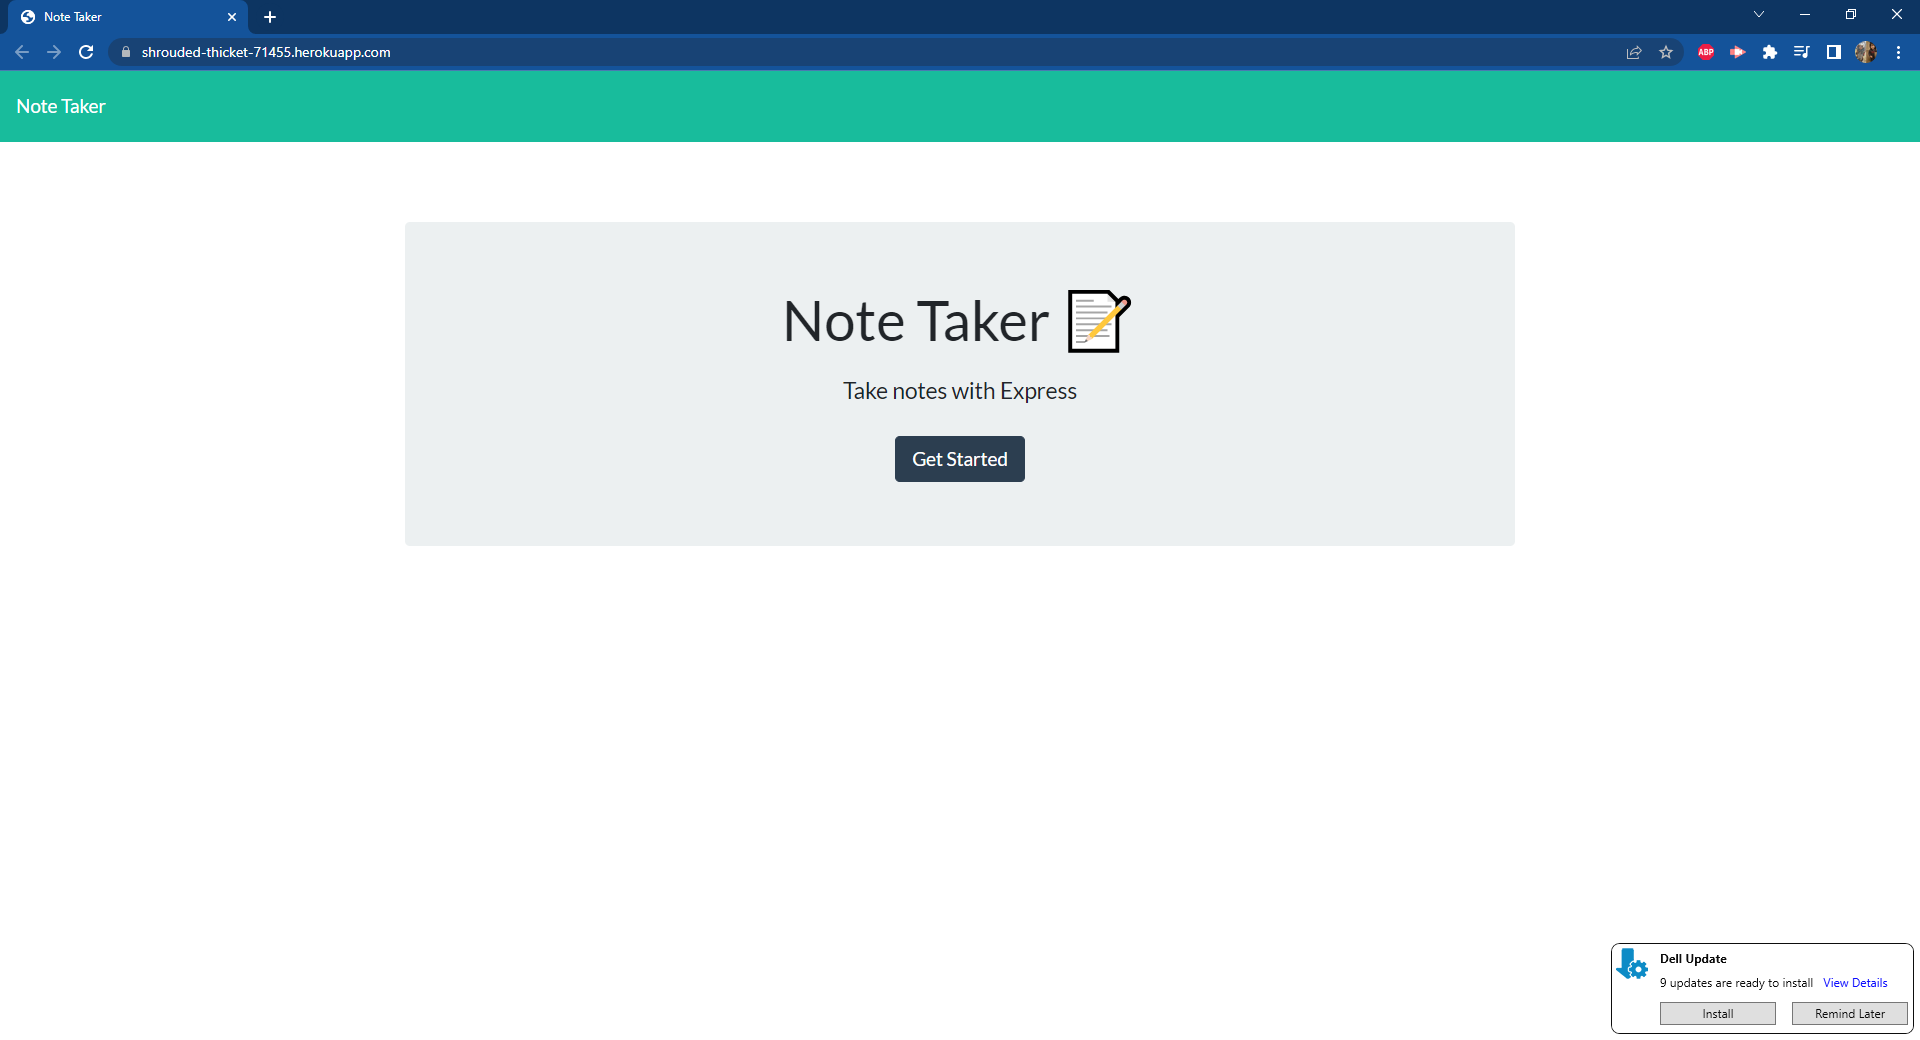 Note Taker
shrouded-thicket-71455.herokuapp.com
ABP
Note Taker
Note Taker
Take notes with Express
Get Started
Dell Update
9 updates are ready to install View Details
Install Remind Later